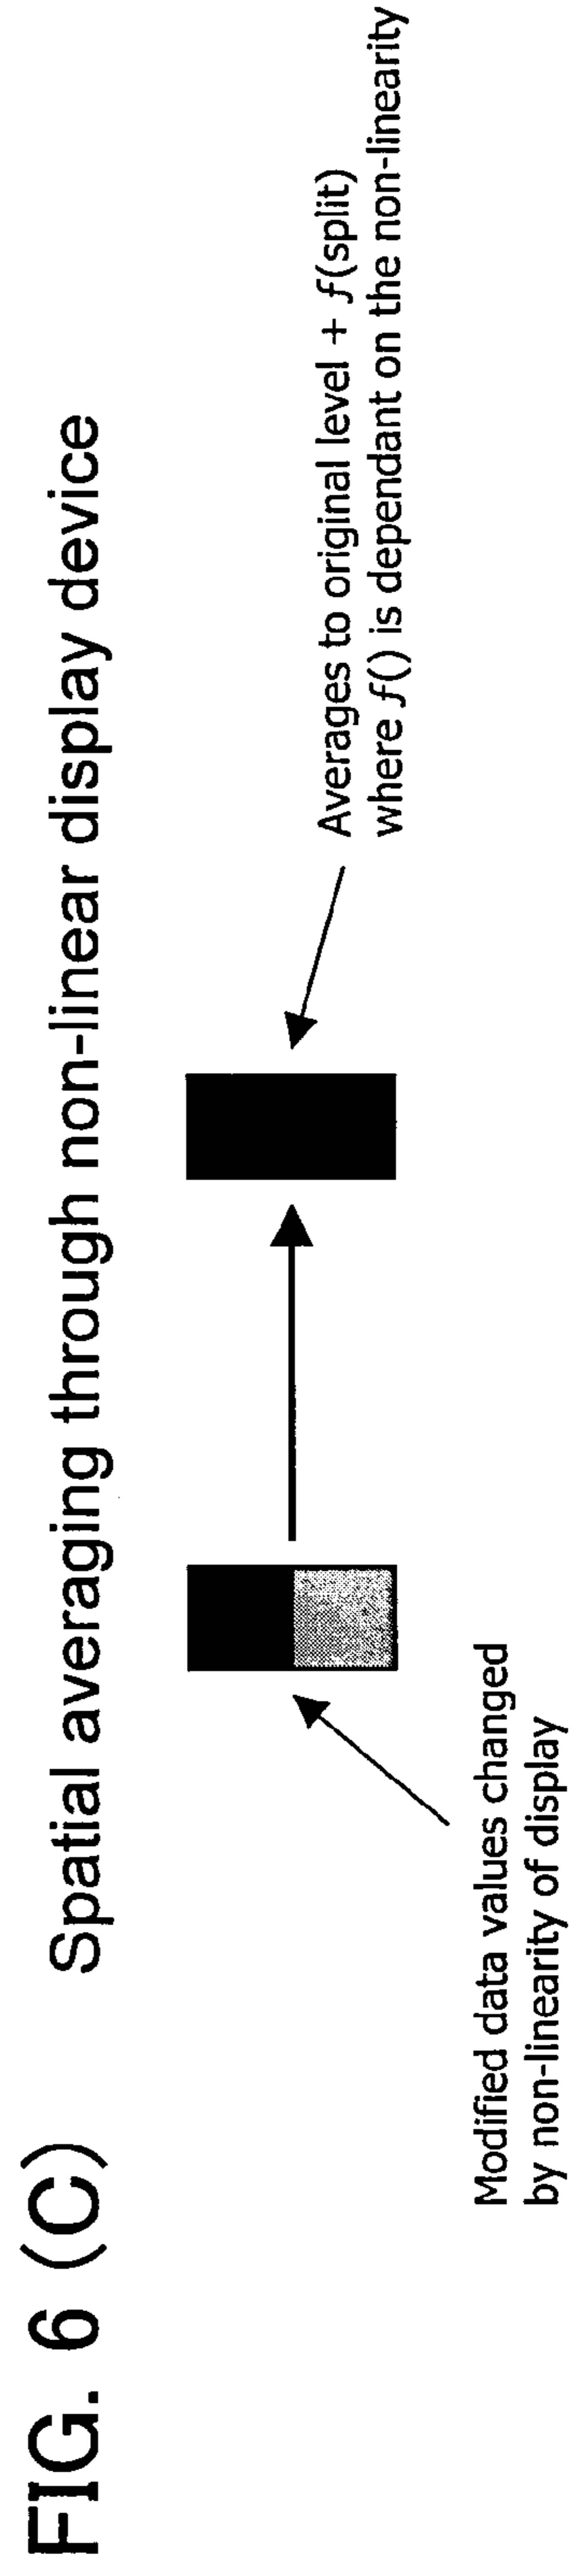 FIG. 6 (C) Spatial averaging through non-linear display device
Modified data values changed
by non-linearity of display
Averages to original level + f(split)
where f() is dependant on the non-linearity